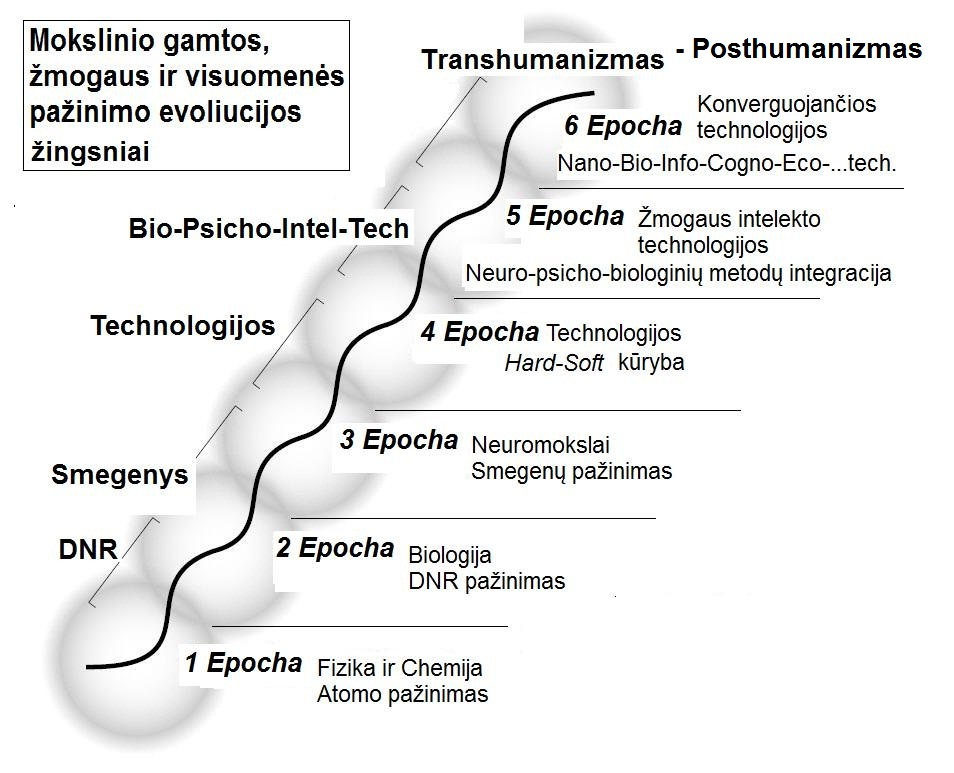 Mokslinio gamtos,
žmogaus ir visuomenės
pažinimo evoliucijos
žingsniai
Transhumanizmas - Posthumanizmas
6 Epocha Konverguojančios
technologijos
Nano-Bio-Info-Cogno-Eco-...tech.
Bio-Psicho-Intel-Tech
5 Epocha Žmogaus intelekto
technologijos
Neuro-psicho-biologinių metodų integracija
Technologijos
4 Epocha Technologijos
Hard-Soft kūryba
3 Epocha Neuromokslai
Smegenų pažinimas
Smegenys
DNR
2 Epocha Biologija
DNR pažinimas
1 Epocha Fizika ir Chemija
Atomo pažinimas